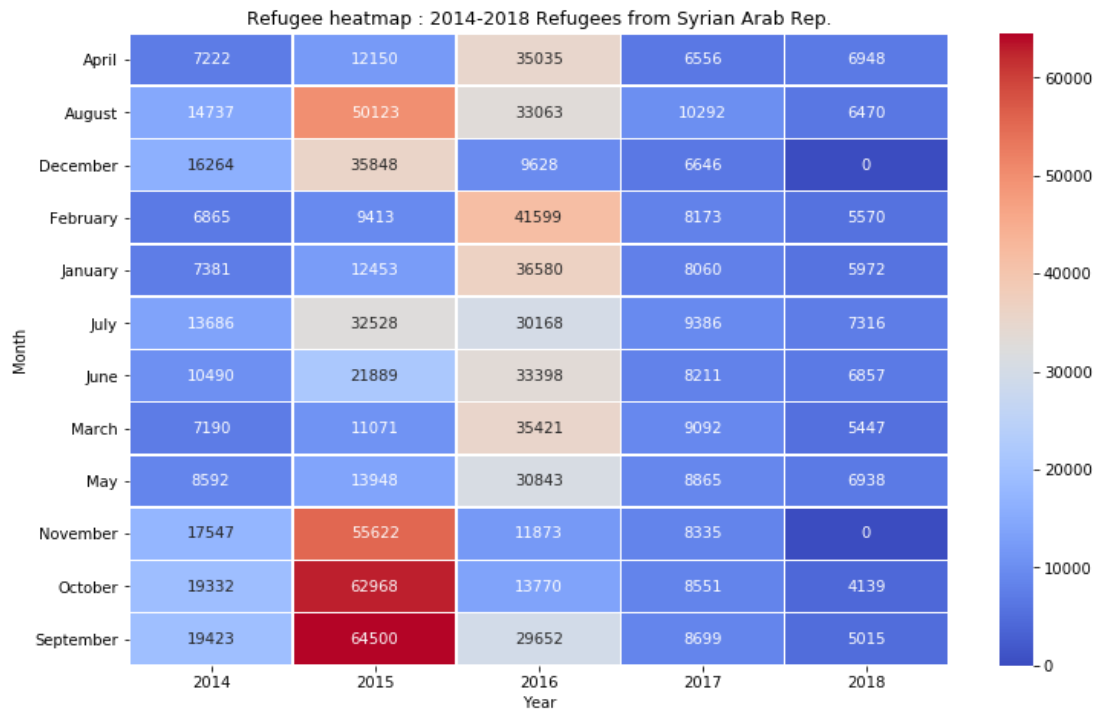 Refugee heatmap : 2014-2018 Refugees from Syrian Arab Rep.
April 7222 12150 35035 6556 6948
August 14737 50123 33063 10292 6470
December 16264 35848 9628 6646 0
February 6865 9413 41599 8173 5570
January 7381 12453 36580 8060 5972
July 13686 32528 30168 9386 7316
June 10490 21889 33398 8211 6857
March 7190 11071 35421 9092 5447
May 8592 13948 30843 8865 6938
November 17547 55622 11873 8335 0
October 19332 62968 13770 8551 4139
September 19423 64500 29652 8699 5015
2014 2015 2016 2017 2018
Year
Month
60000
50000
40000
30000
20000
10000
0